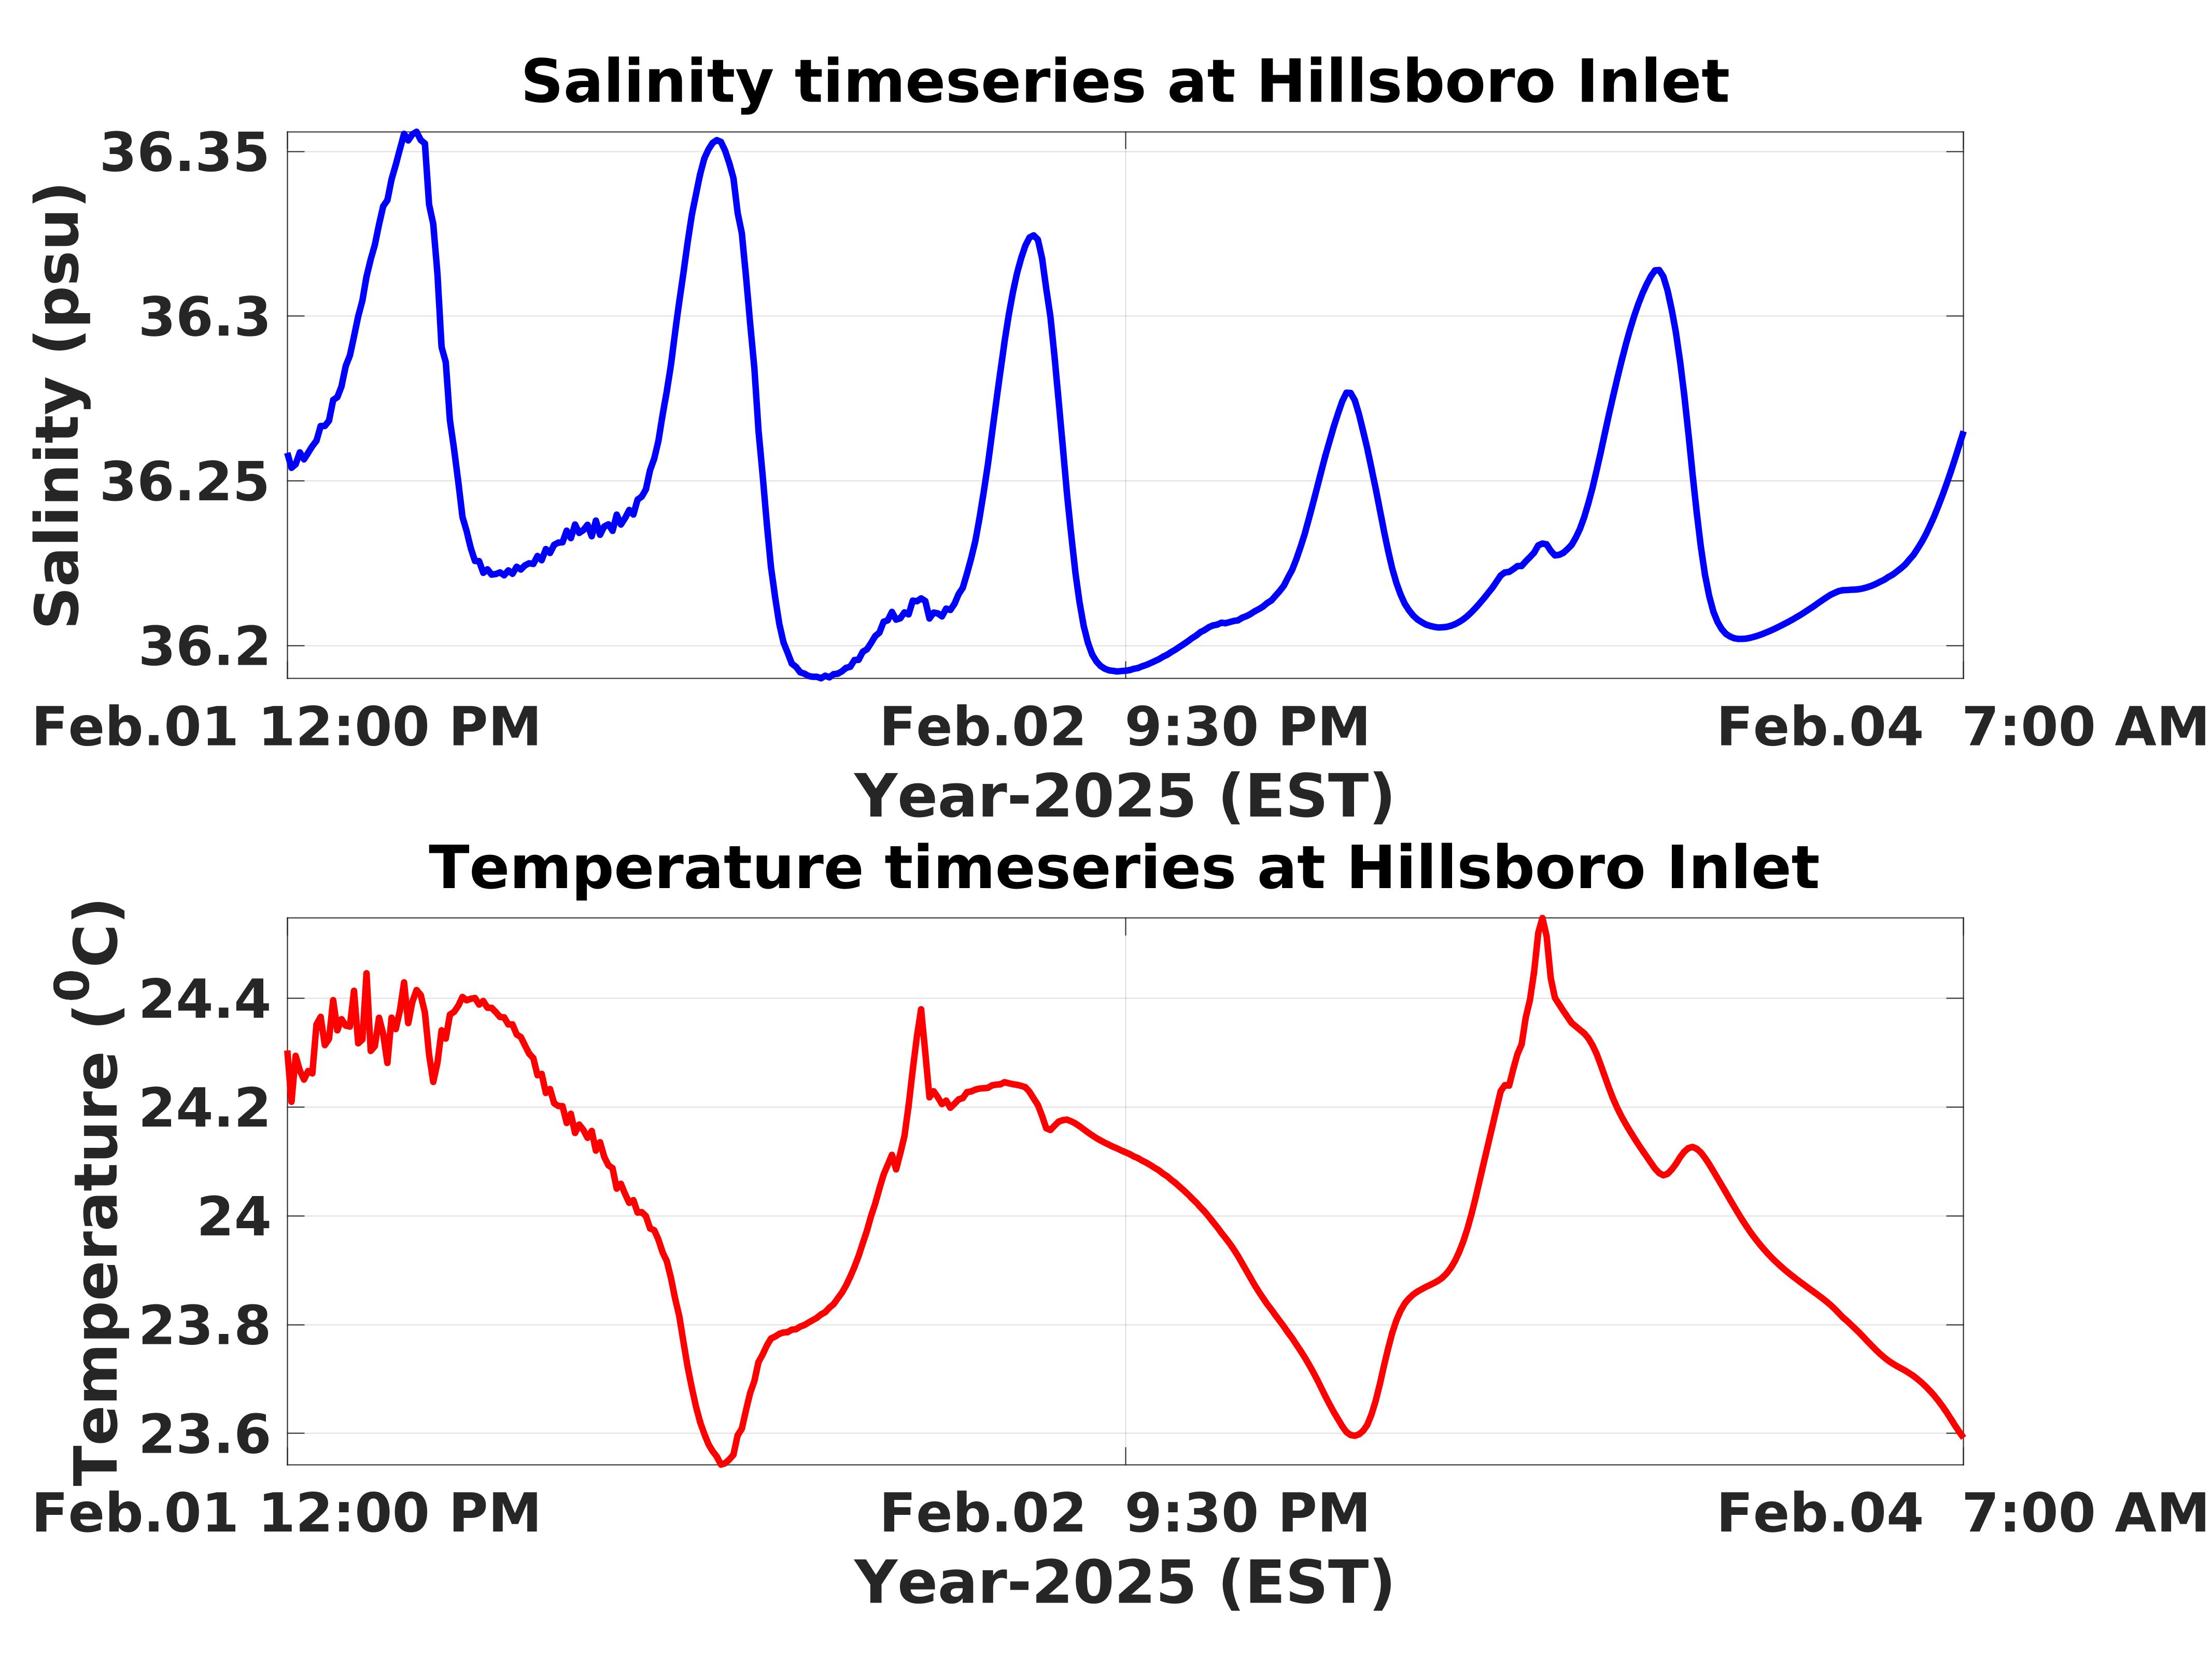 Salinity timeseries at Hillsboro Inlet
Salinity (psu)
36.35
36.3
36.25
36.2
Feb.01 12:00 PM Feb.02  9:30 PM Feb.04  7:00 AM
Year-2025 (EST)
Temperature timeseries at Hillsboro Inlet
Temperature (⁰C)
24.4
24.2
24
23.8
23.6
Feb.01 12:00 PM Feb.02  9:30 PM Feb.04  7:00 AM
Year-2025 (EST)